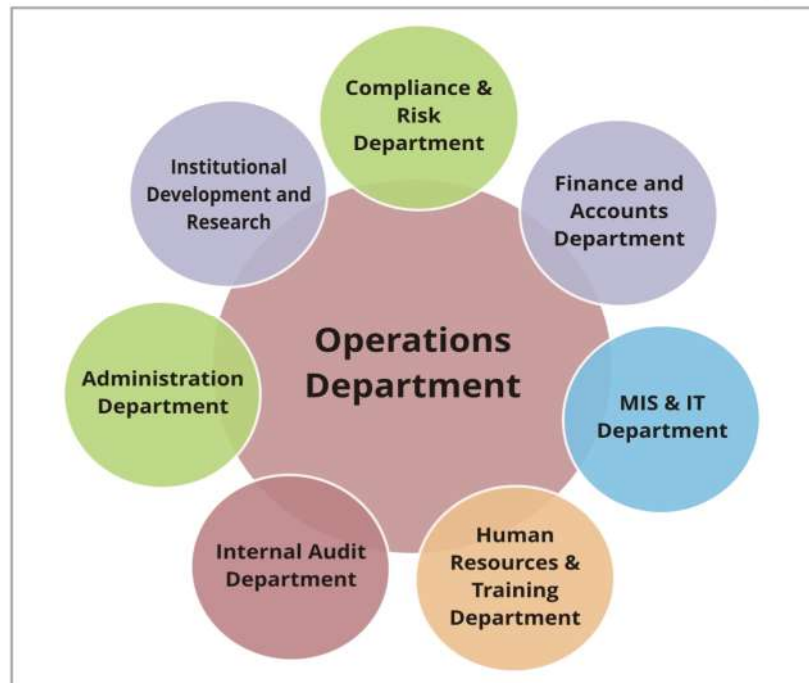 Compliance &
Risk
Department
Institutional
Development and
Research
Finance and
Accounts
Department
Operations
Department
Administration
Department
MIS & IT
Department
Internal Audit
Department
Human
Resources &
Training
Department